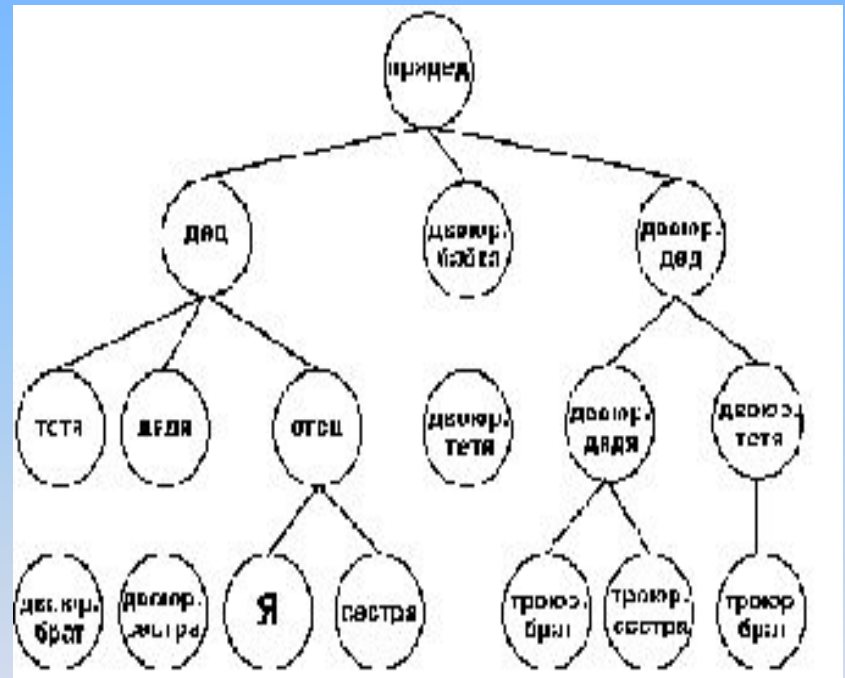 прадед
дед
двоюр.
бабка
двоюр.
дед
тетя
дядя
отец
двоюр.
тетя
двоюр.
дядя
двоюр.
тетя
двоюр.
брат
двоюр.
сестра
Я
сестра
троюр.
брат
троюр.
сестра
троюр
брат